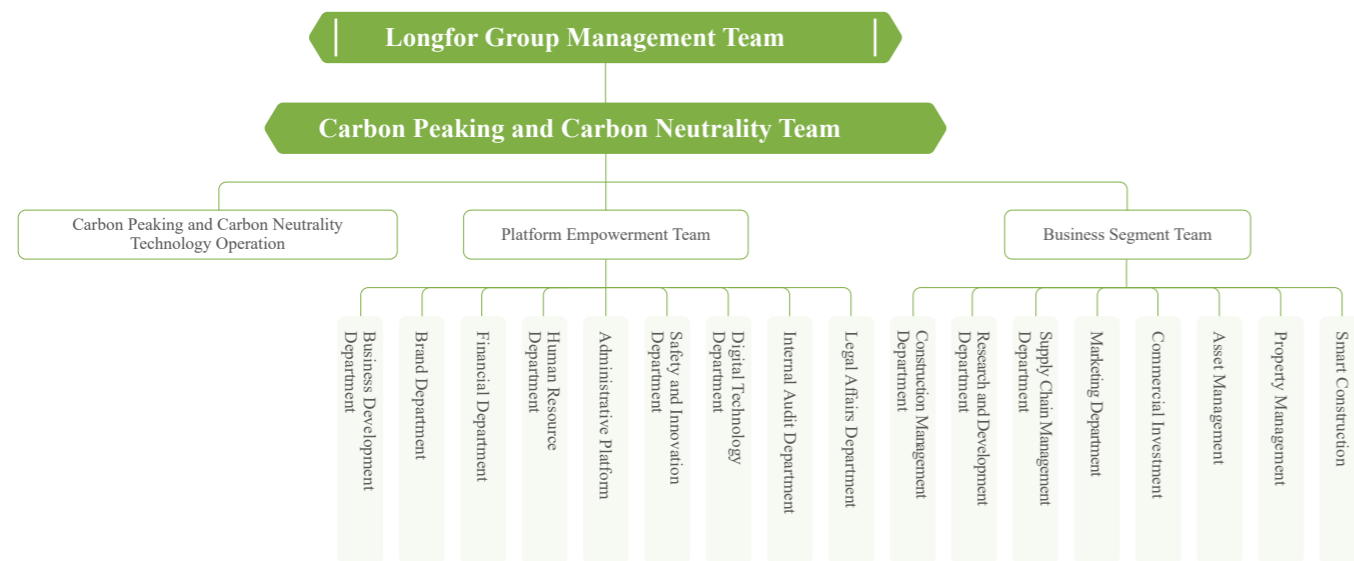 Longfor Group Management Team
Carbon Peaking and Carbon Neutrality Team
Carbon Peaking and Carbon Neutrality
Technology Operation
Platform Empowerment Team
Business Segment Team
Business Development
Department
Brand Department
Financial Department
Human Resource
Department
Administrative Platform
Safety and Innovation
Department
Digital Technology
Department
Internal Audit Department
Legal Affairs Department
Construction Management
Department
Research and Development
Department
Supply Chain Management
Department
Marketing Department
Commercial Investment
Asset Management
Property Management
Smart Construction